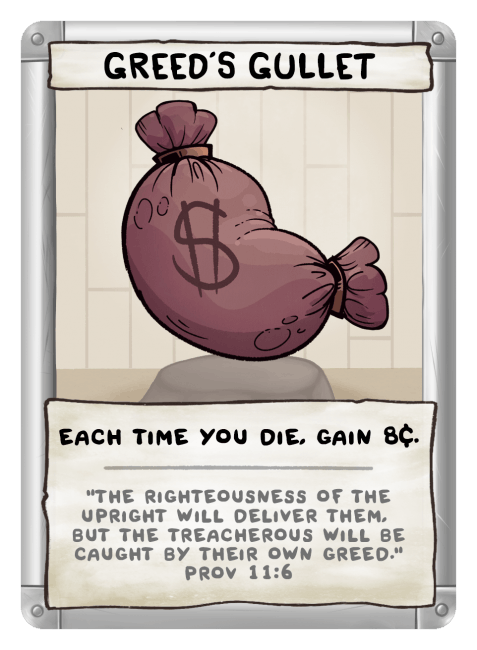 GREED'S GULLET
$
EACH TIME YOU DIE, GAIN 8¢.
"THE RIGHTEOUSNESS OF THE
UPRIGHT WILL DELIVER THEM,
BUT THE TREACHEROUS WILL BE
CAUGHT BY THEIR OWN GREED."
PROV 11:6